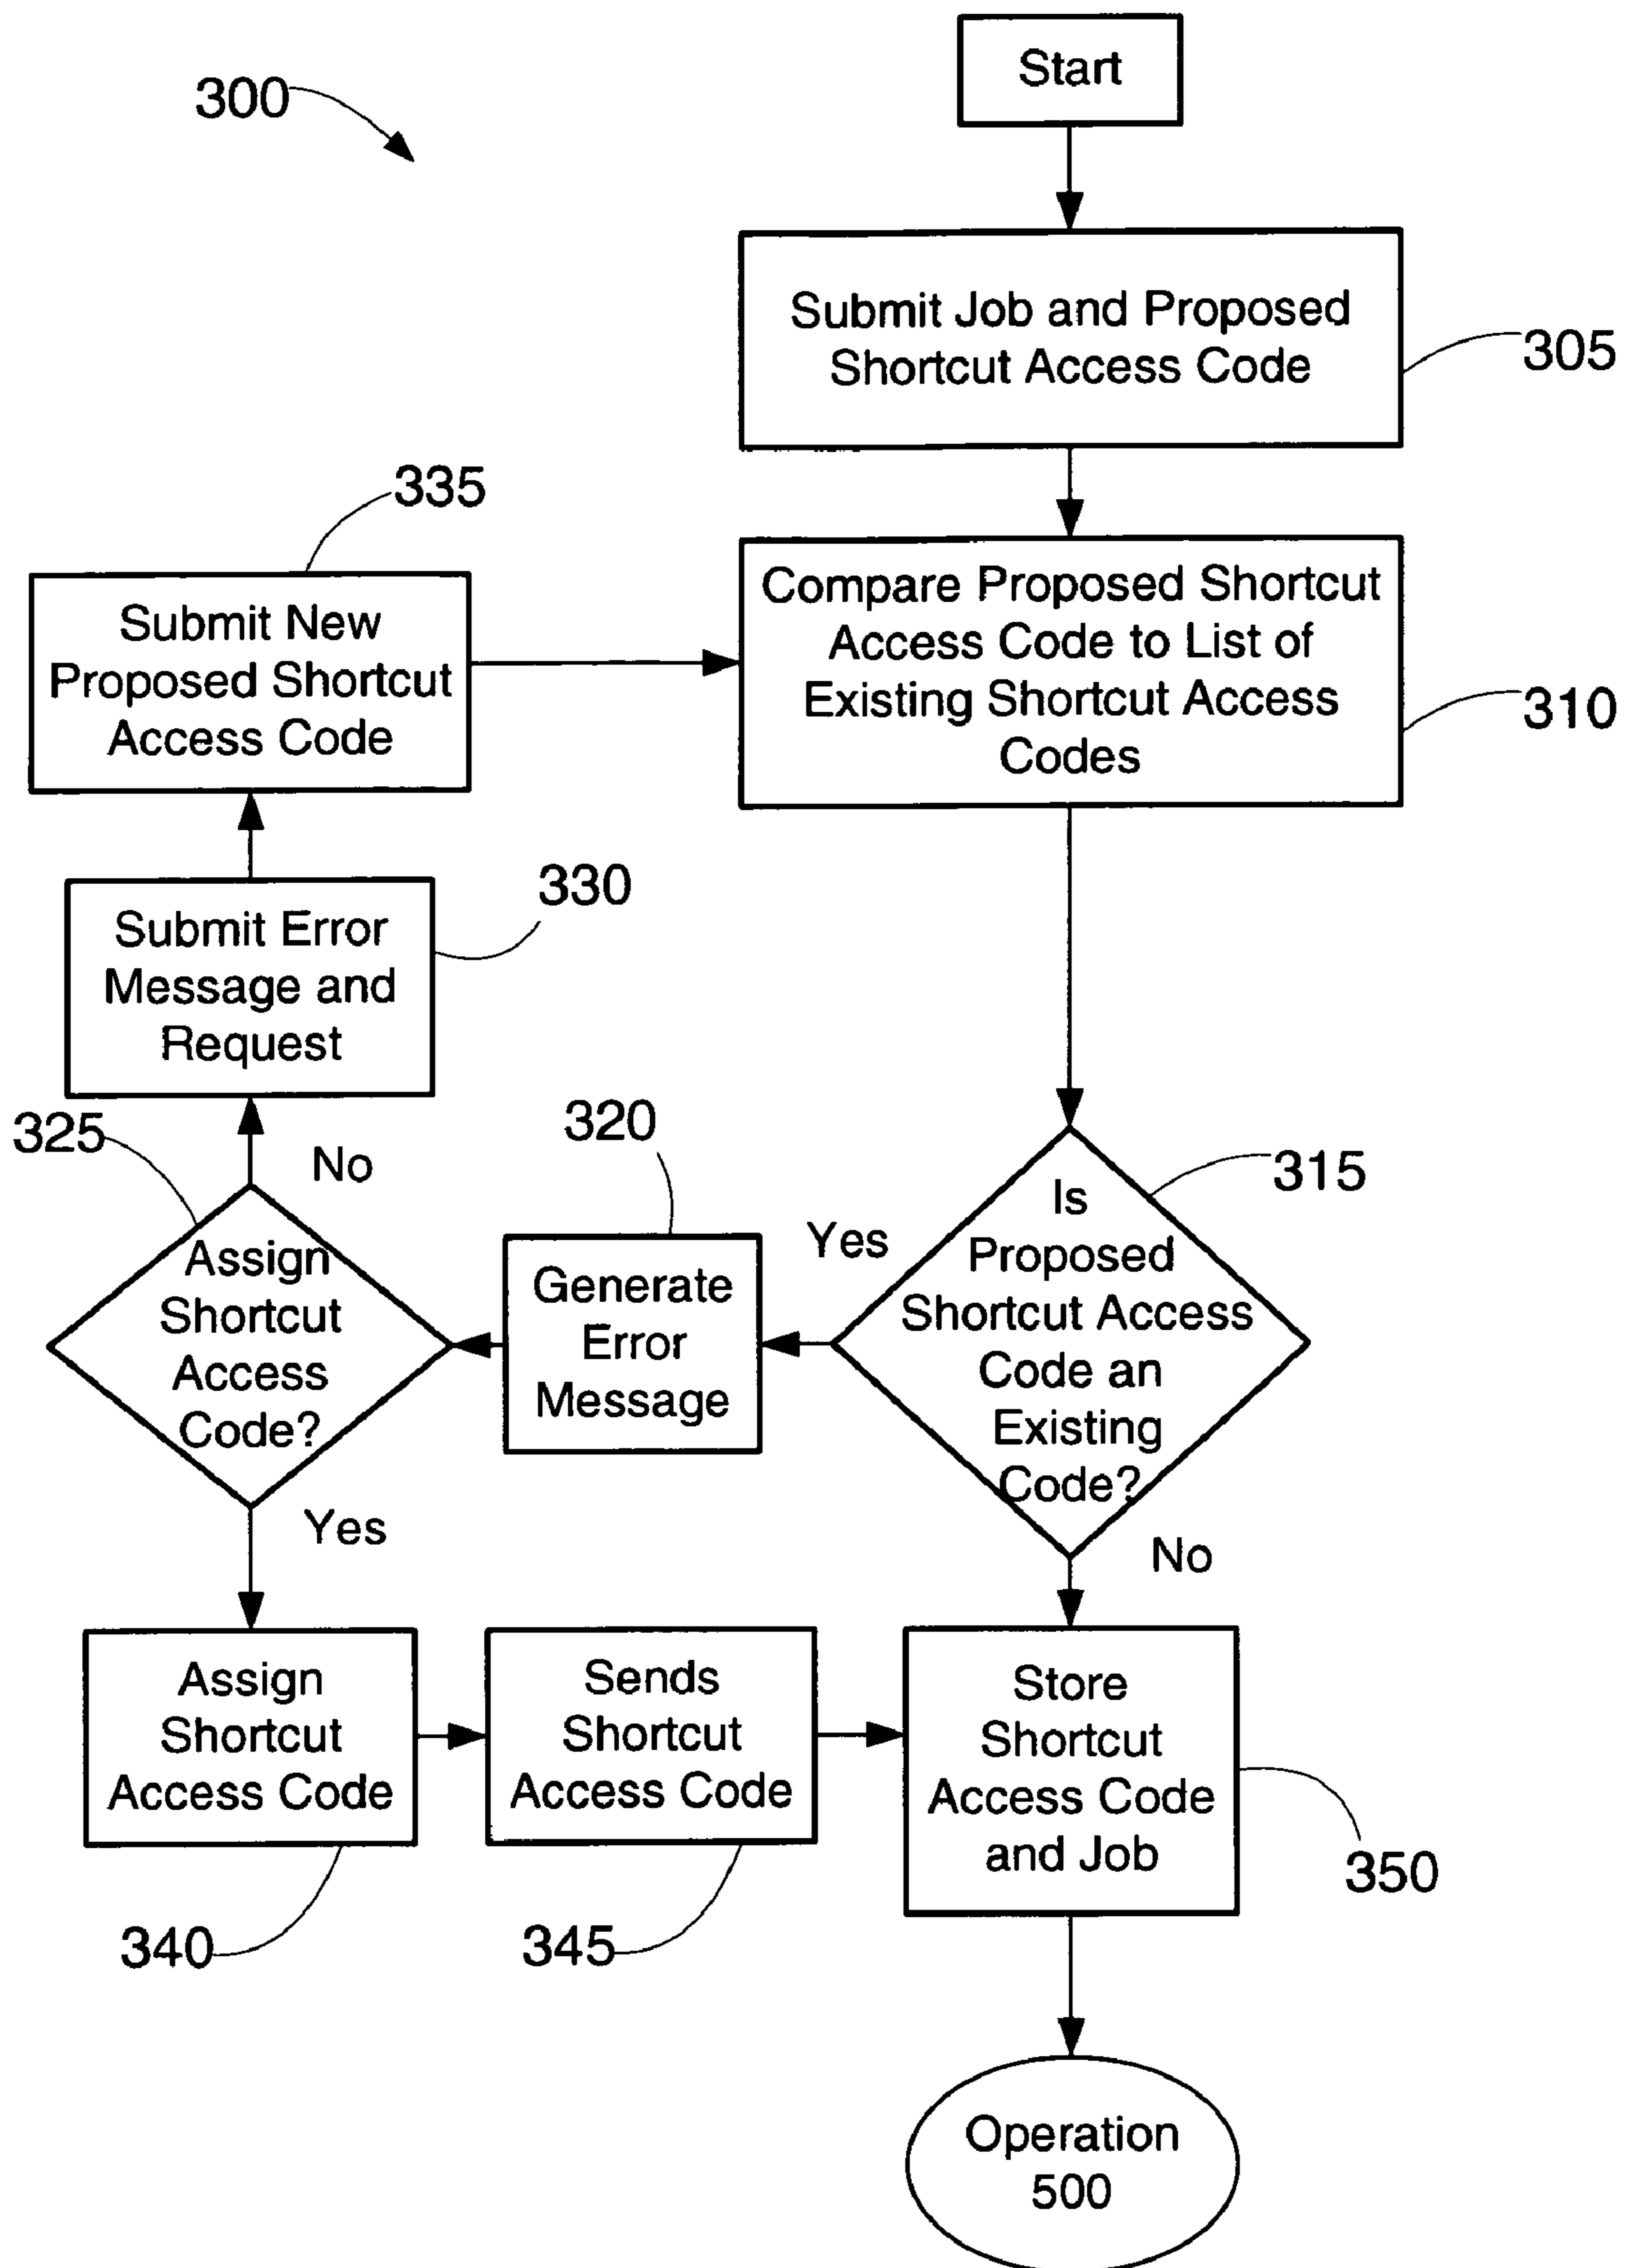 Start
300
Submit Job and Proposed
Shortcut Access Code
305
335
Submit New
Proposed Shortcut
Access Code
Compare Proposed Shortcut
Access Code to List of
Existing Shortcut Access
Codes
310
330
Submit Error
Message and
Request
325
No
320
315
Assign
Shortcut
Access
Code?
Generate
Error
Message
Yes
Is
Proposed
Shortcut Access
Code an
Existing
Code?
Yes
No
Assign
Shortcut
Access Code
Sends
Shortcut
Access Code
Store
Shortcut
Access Code
and Job
340
345
350
Operation
500